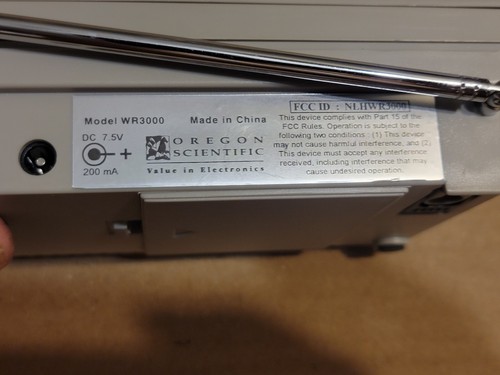 Model WR3000 Made in China
DC 7.5V
+
200 mA
OREGON
SCIENTIFIC
Value in Electronics
FCC ID : NLHWR3000
This device complies with Part 15 of the
FCC Rules. Operation is subject to the
following two conditions : (1) This device
may not cause harmful interference, and (2)
This device must accept any interference
received, including interference that may
cause undesired operation.